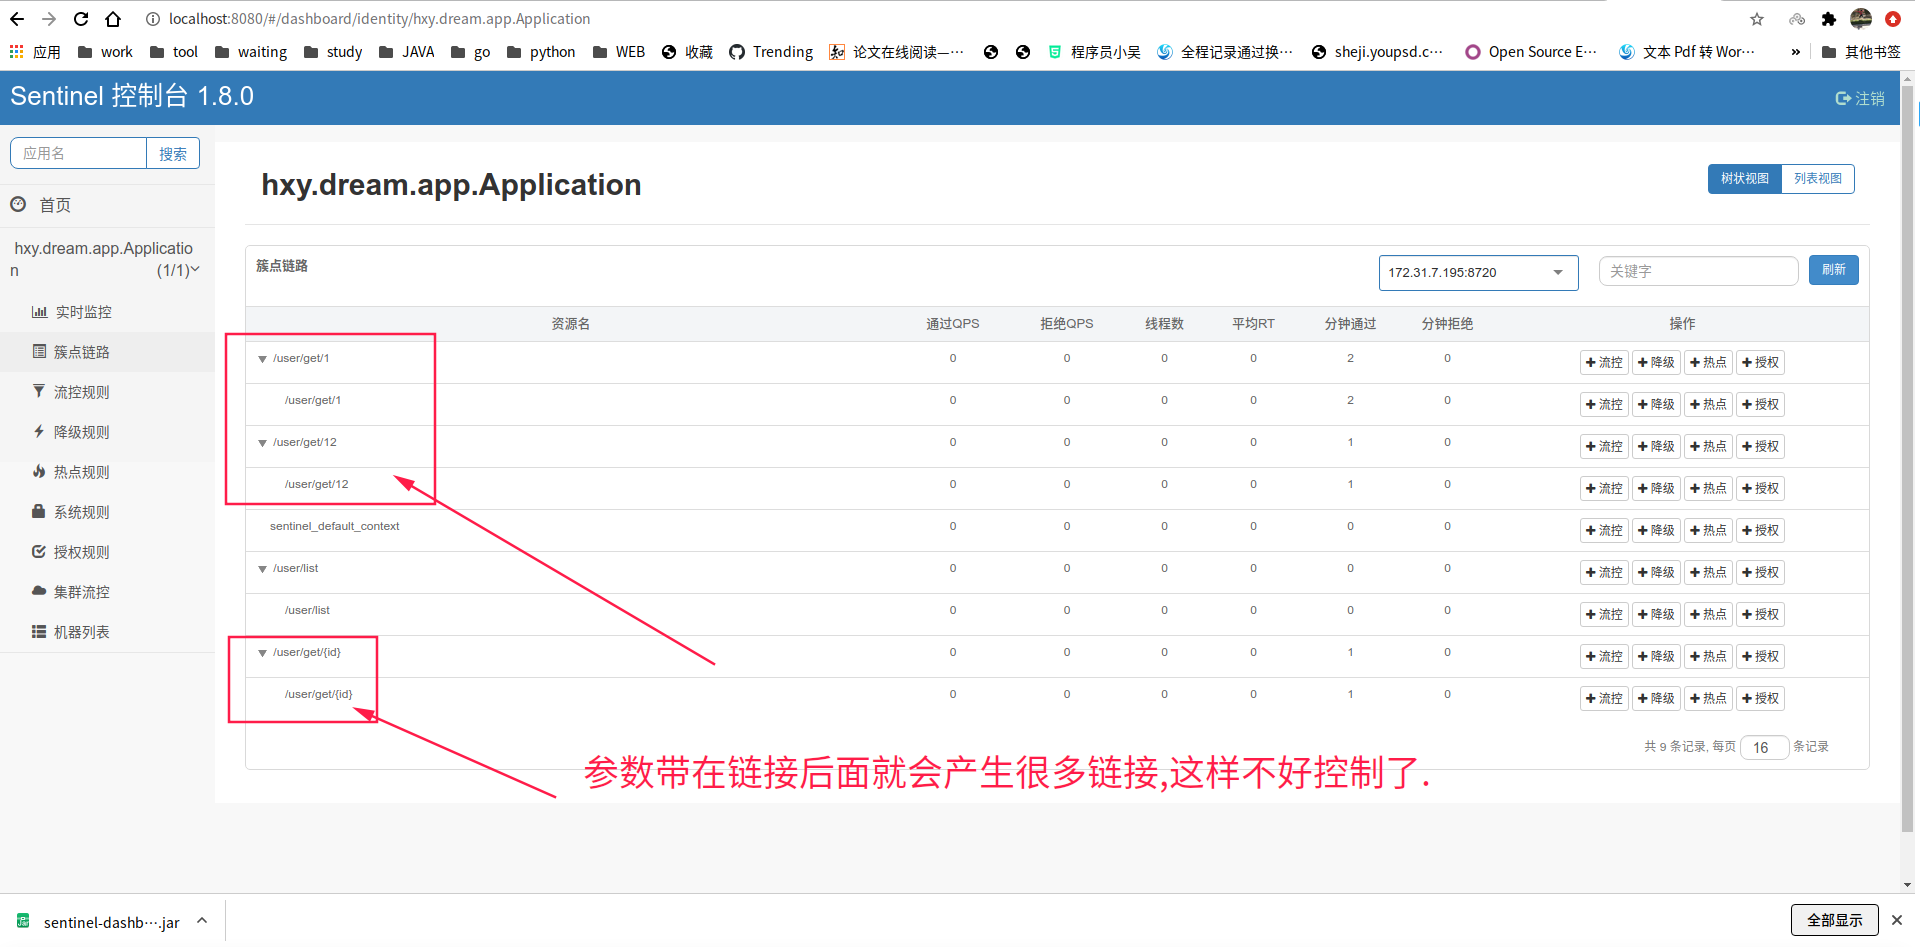 localhost:8080/#/dashboard/identity/hxy.dream.app.Application
应用 work tool waiting study JAVA go python WEB 收藏 Trending 论文在线阅读—··· 程序员小吴 全程记录通过换··· sheji.youpsd.c··· Open Source E··· 文本 Pdf 转 Wor··· » 其他书签
Sentinel 控制台 1.8.0 注销
应用名 搜索
首页
hxy.dream.app.Applicatio
n (1/1)
实时监控
簇点链路
流控规则
降级规则
热点规则
系统规则
授权规则
集群流控
机器列表
hxy.dream.app.Application 树状视图 列表视图
簇点链路 172.31.7.195:8720 关键字 刷新
资源名 通过QPS 拒绝QPS 线程数 平均RT 分钟通过 分钟拒绝 操作
/user/get/1 0 0 0 0 2 0 流控 降级 热点 授权
/user/get/1 0 0 0 0 2 0 流控 降级 热点 授权
/user/get/12 0 0 0 0 1 0 流控 降级 热点 授权
/user/get/12 0 0 0 0 1 0 流控 降级 热点 授权
sentinel_default_context 0 0 0 0 0 0 流控 降级 热点 授权
/user/list 0 0 0 0 0 0 流控 降级 热点 授权
/user/list 0 0 0 0 0 0 流控 降级 热点 授权
/user/get/{id} 0 0 0 0 1 0 流控 降级 热点 授权
/user/get/{id} 0 0 0 0 1 0 流控 降级 热点 授权
共 9 条记录, 每页 16 条记录
参数带在链接后面就会产生很多链接,这样不好控制了.
sentinel-dashb···.jar 全部显示